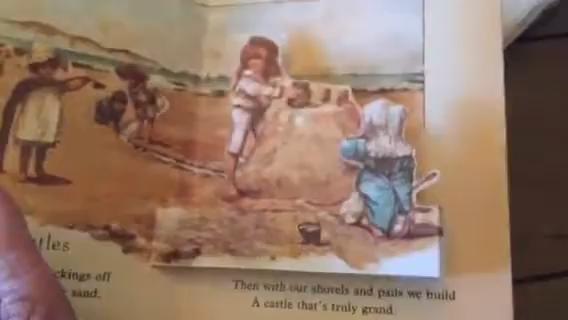 tles
ckings off
sand,
Then with our shovels and pails we build
A castle that's truly grand.